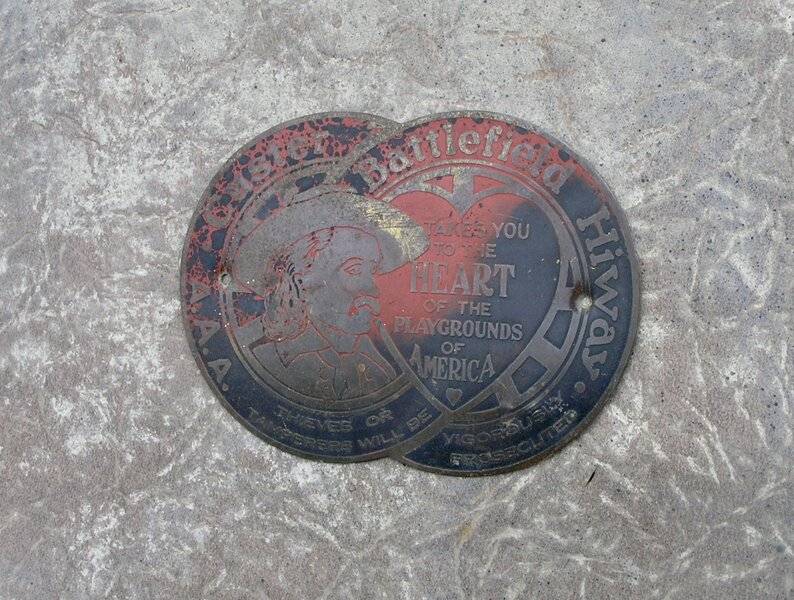 Custer Battlefield Hiway.
A.A.A.
TAKES YOU
TO THE
HEART
OF THE
PLAYGROUNDS
OF
AMERICA
THIEVES OR
TAMPERERS WILL BE
VIGOROUSLY
PROSECUTED